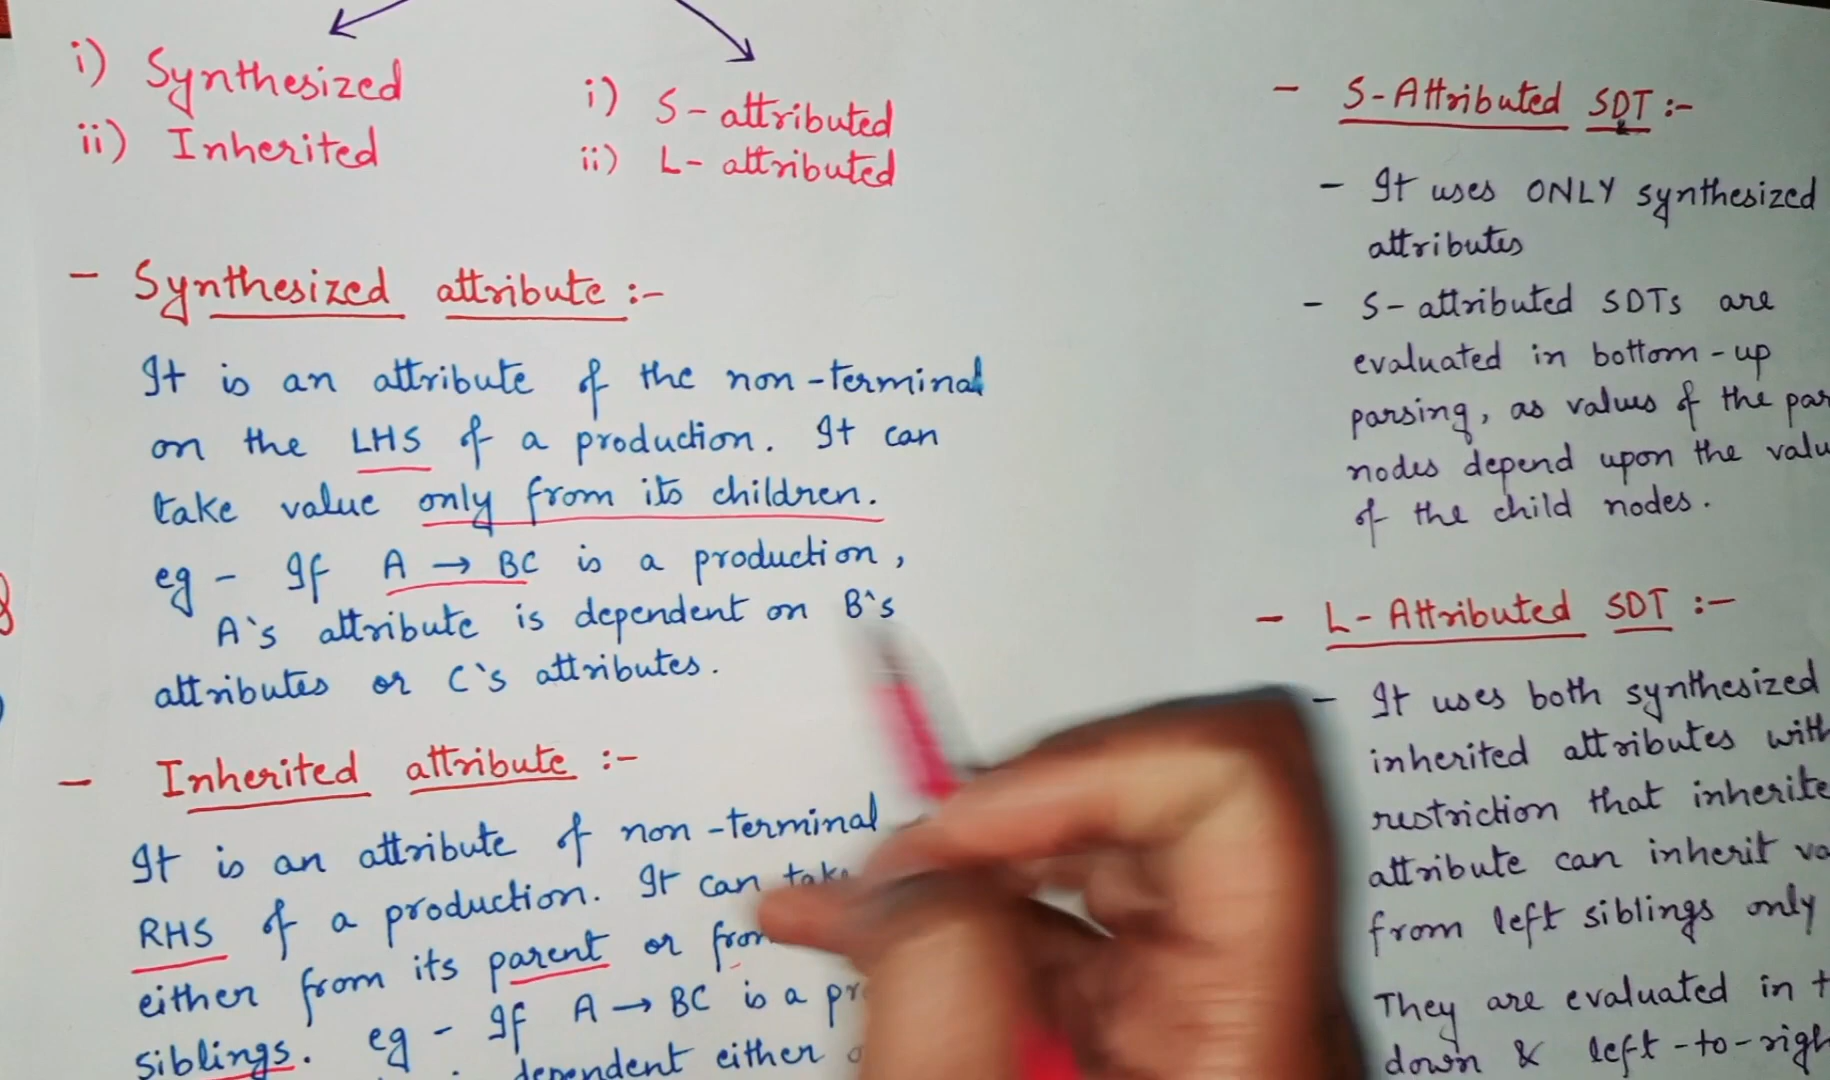 i) Synthesized
ii) Inherited
i) S-attributed
ii) L-attributed
- Synthesized attribute :-
It is an attribute of the non-terminal
on the LHS of a production. It can
take value only from its children.
eg - If A → BC is a production,
A's attribute is dependent on B's
attributes or C's attributes.
- Inherited attribute :-
It is an attribute of non-terminal
RHS of a production. It can take
either from its parent or from
siblings. eg - If A → BC is a
dependent either
- S-Attributed SDT :-
- It uses ONLY synthesized
attributes
- S-attributed SDTs are
evaluated in bottom-up
parsing, as values of the
nodes depend upon the
of the child nodes.
- L-Attributed SDT :-
- It uses both synthesized
inherited attributes
restriction that
attribute can inherit
from left siblings only
They are evaluated in
down & left-to-